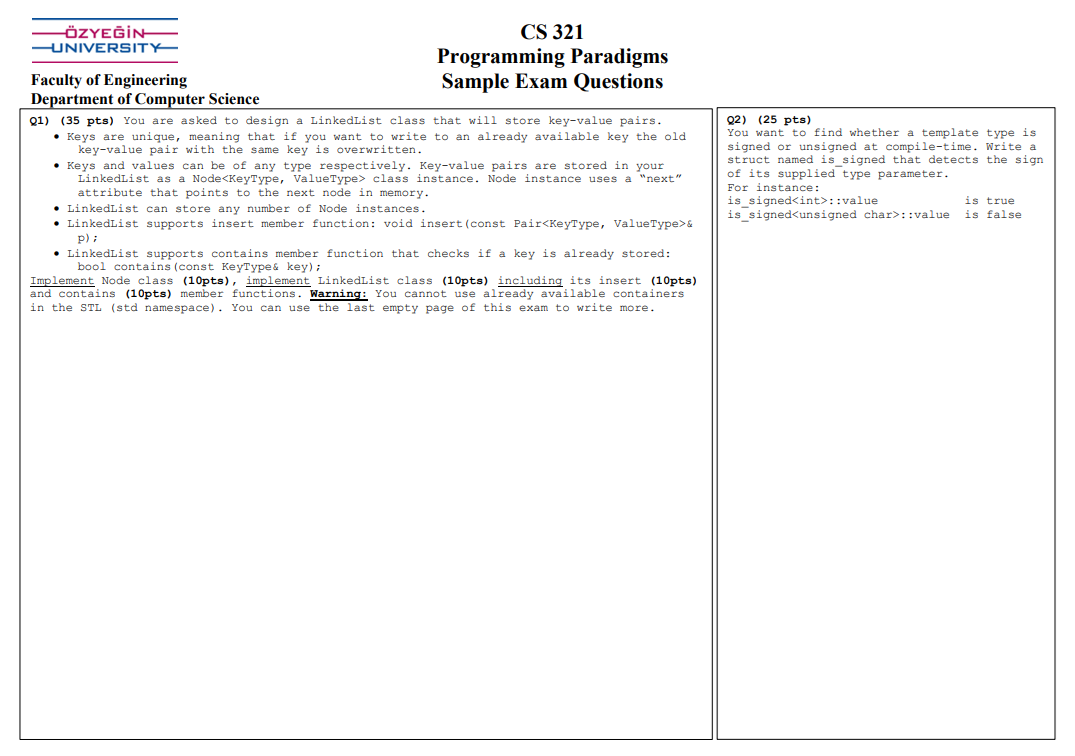 ÖZYEĞİN
UNIVERSITY
Faculty of Engineering
Department of Computer Science
CS 321
Programming Paradigms
Sample Exam Questions
Q1) (35 pts) You are asked to design a LinkedList class that will store key-value pairs.
• Keys are unique, meaning that if you want to write to an already available key the old
key-value pair with the same key is overwritten.
• Keys and values can be of any type respectively. Key-value pairs are stored in your
LinkedList as a Node<KeyType, ValueType> class instance. Node instance uses a “next”
attribute that points to the next node in memory.
• LinkedList can store any number of Node instances.
• LinkedList supports insert member function: void insert(const Pair<KeyType, ValueType>&
p);
• LinkedList supports contains member function that checks if a key is already stored:
bool contains(const KeyType& key);
Implement Node class (10pts), implement LinkedList class (10pts) including its insert (10pts)
and contains (10pts) member functions. Warning: You cannot use already available containers
in the STL (std namespace). You can use the last empty page of this exam to write more.
Q2) (25 pts)
You want to find whether a template type is
signed or unsigned at compile-time. Write a
struct named is_signed that detects the sign
of its supplied type parameter.
For instance:
is_signed<int>::value is true
is_signed<unsigned char>::value is false